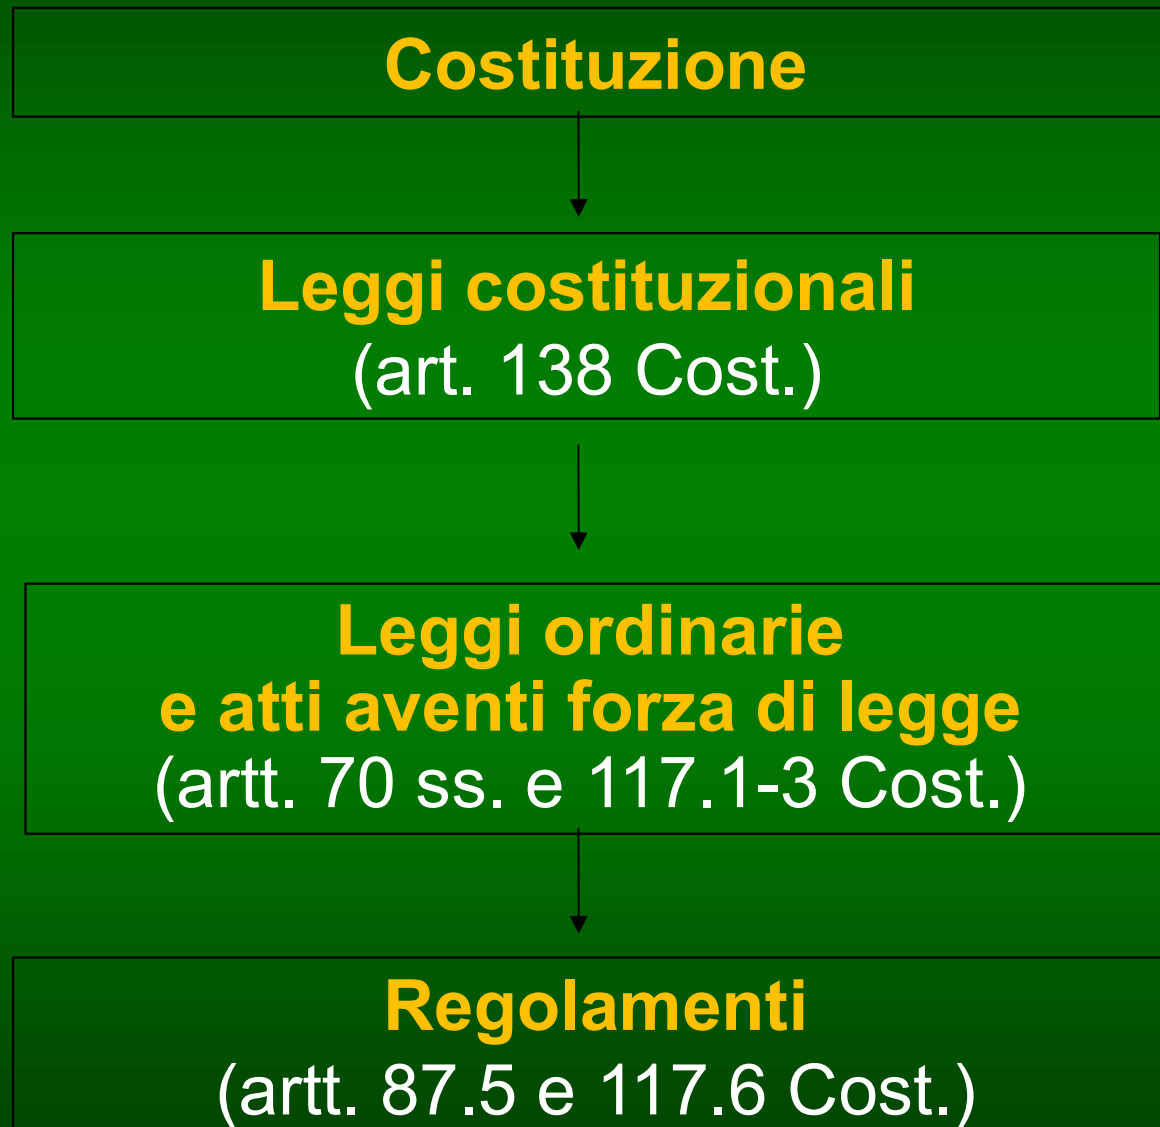 Costituzione
Leggi costituzionali
(art. 138 Cost.)
Leggi ordinarie
e atti aventi forza di legge
(artt. 70 ss. e 117.1-3 Cost.)
Regolamenti
(artt. 87.5 e 117.6 Cost.)